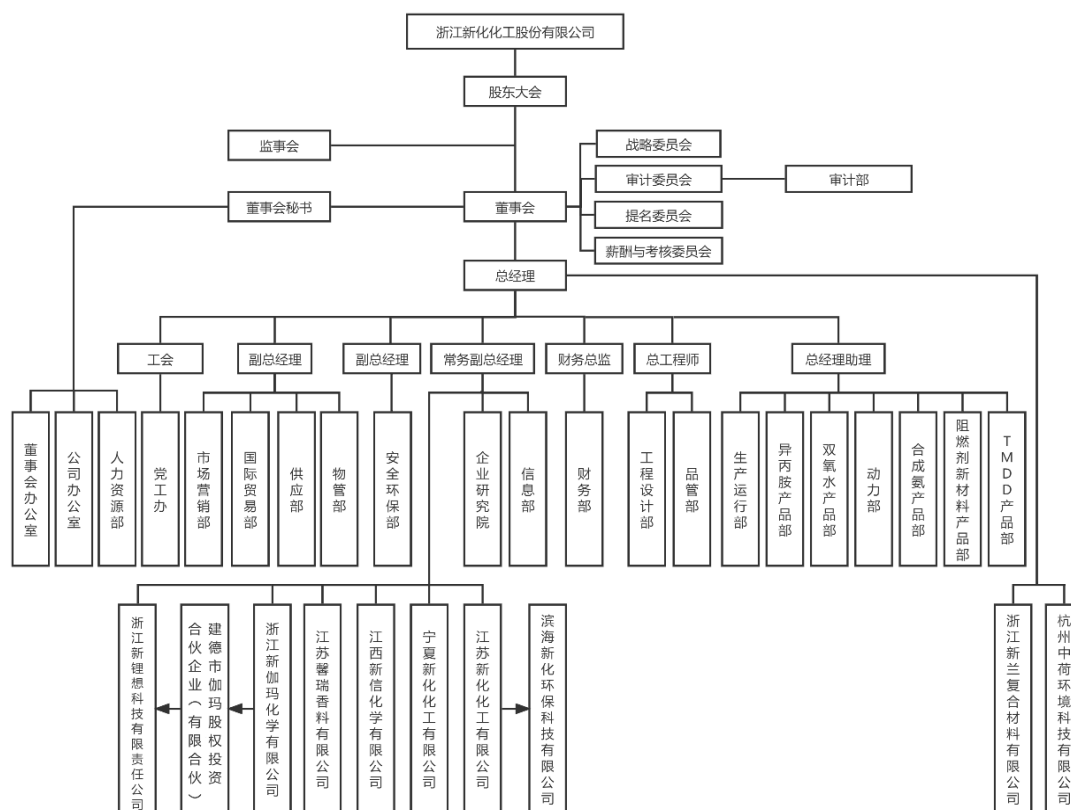 浙江新化化工股份有限公司
股东大会
监事会
战略委员会
审计委员会
审计部
董事会秘书
董事会
提名委员会
薪酬与考核委员会
总经理
工会
副总经理
副总经理
常务副总经理
财务总监
总工程师
总经理助理
董事会办公室
公司办公室
人力资源部
党工办
市场营销部
国际贸易部
供应部
物管部
安全环保部
企业研究院
信息部
财务部
工程设计部
品管部
生产运行部
异丙胺产品部
双氧水产品部
动力部
合成氨产品部
阻燃剂新材料产品部
TMDD产品部
浙江新锂想科技有限责任公司
建德市伽玛股权投资
合伙企业（有限合伙）
浙江新伽玛化学有限公司
江苏馨瑞香料有限公司
江西新信化学有限公司
宁夏新化化工有限公司
江苏新化化工有限公司
滨海新化环保科技有限公司
浙江新兰复合材料有限公司
杭州中荷环境科技有限公司